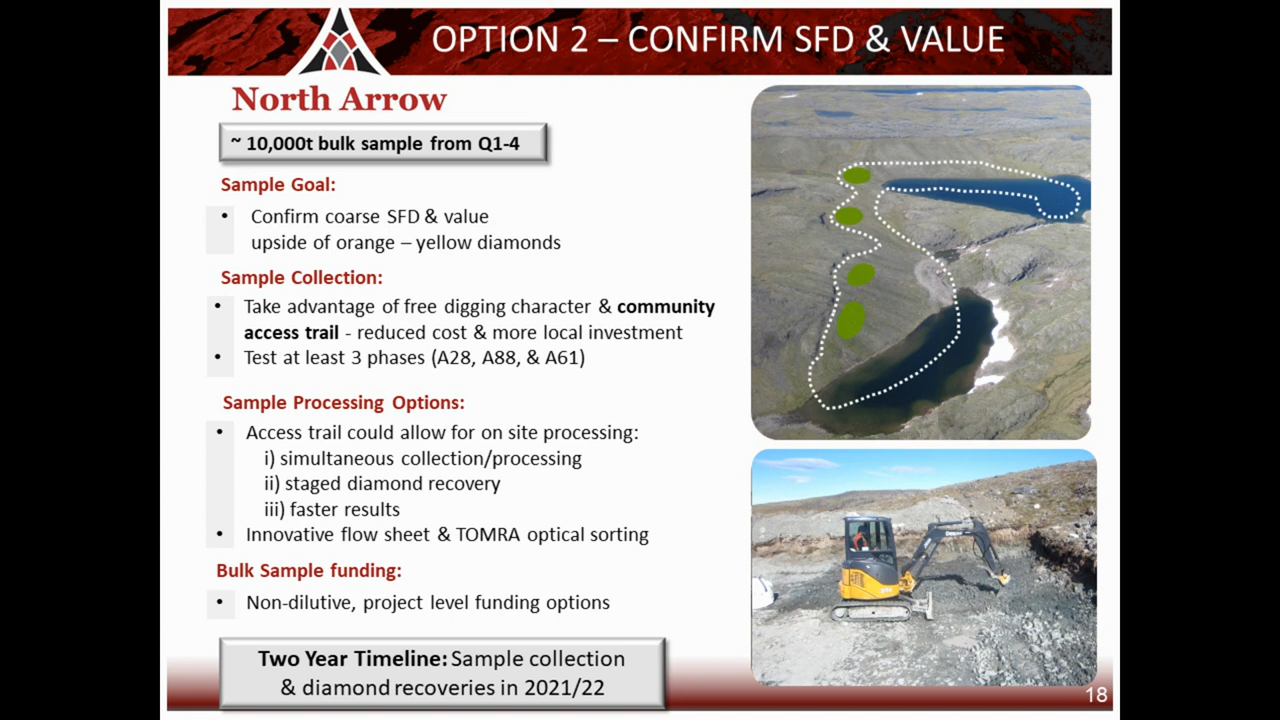 OPTION 2 – CONFIRM SFD & VALUE
North Arrow
~ 10,000t bulk sample from Q1-4
Sample Goal:
• Confirm coarse SFD & value
upside of orange – yellow diamonds
Sample Collection:
• Take advantage of free digging character & community
access trail - reduced cost & more local investment
• Test at least 3 phases (A28, A88, & A61)
Sample Processing Options:
• Access trail could allow for on site processing:
i) simultaneous collection/processing
ii) staged diamond recovery
iii) faster results
• Innovative flow sheet & TOMRA optical sorting
Bulk Sample funding:
• Non-dilutive, project level funding options
Two Year Timeline: Sample collection
& diamond recoveries in 2021/22
18